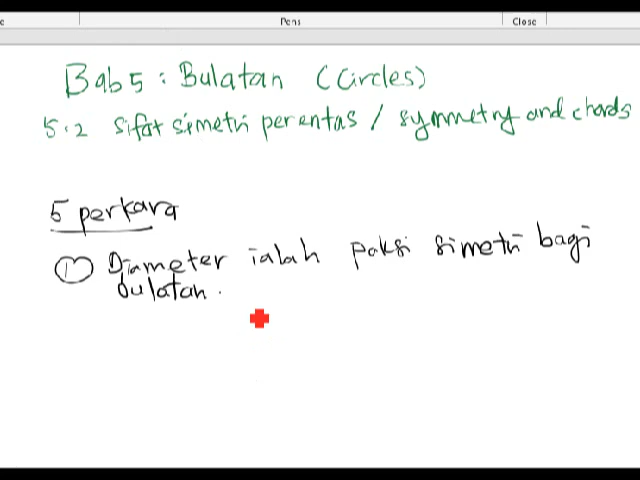 Pens
Close
Bab 5 : Bulatan (Circles)
5.2 Sifat simetri perentas / symmetry and chords
5 perkara
1 Diameter ialah paksi simetri bagi
bulatan.